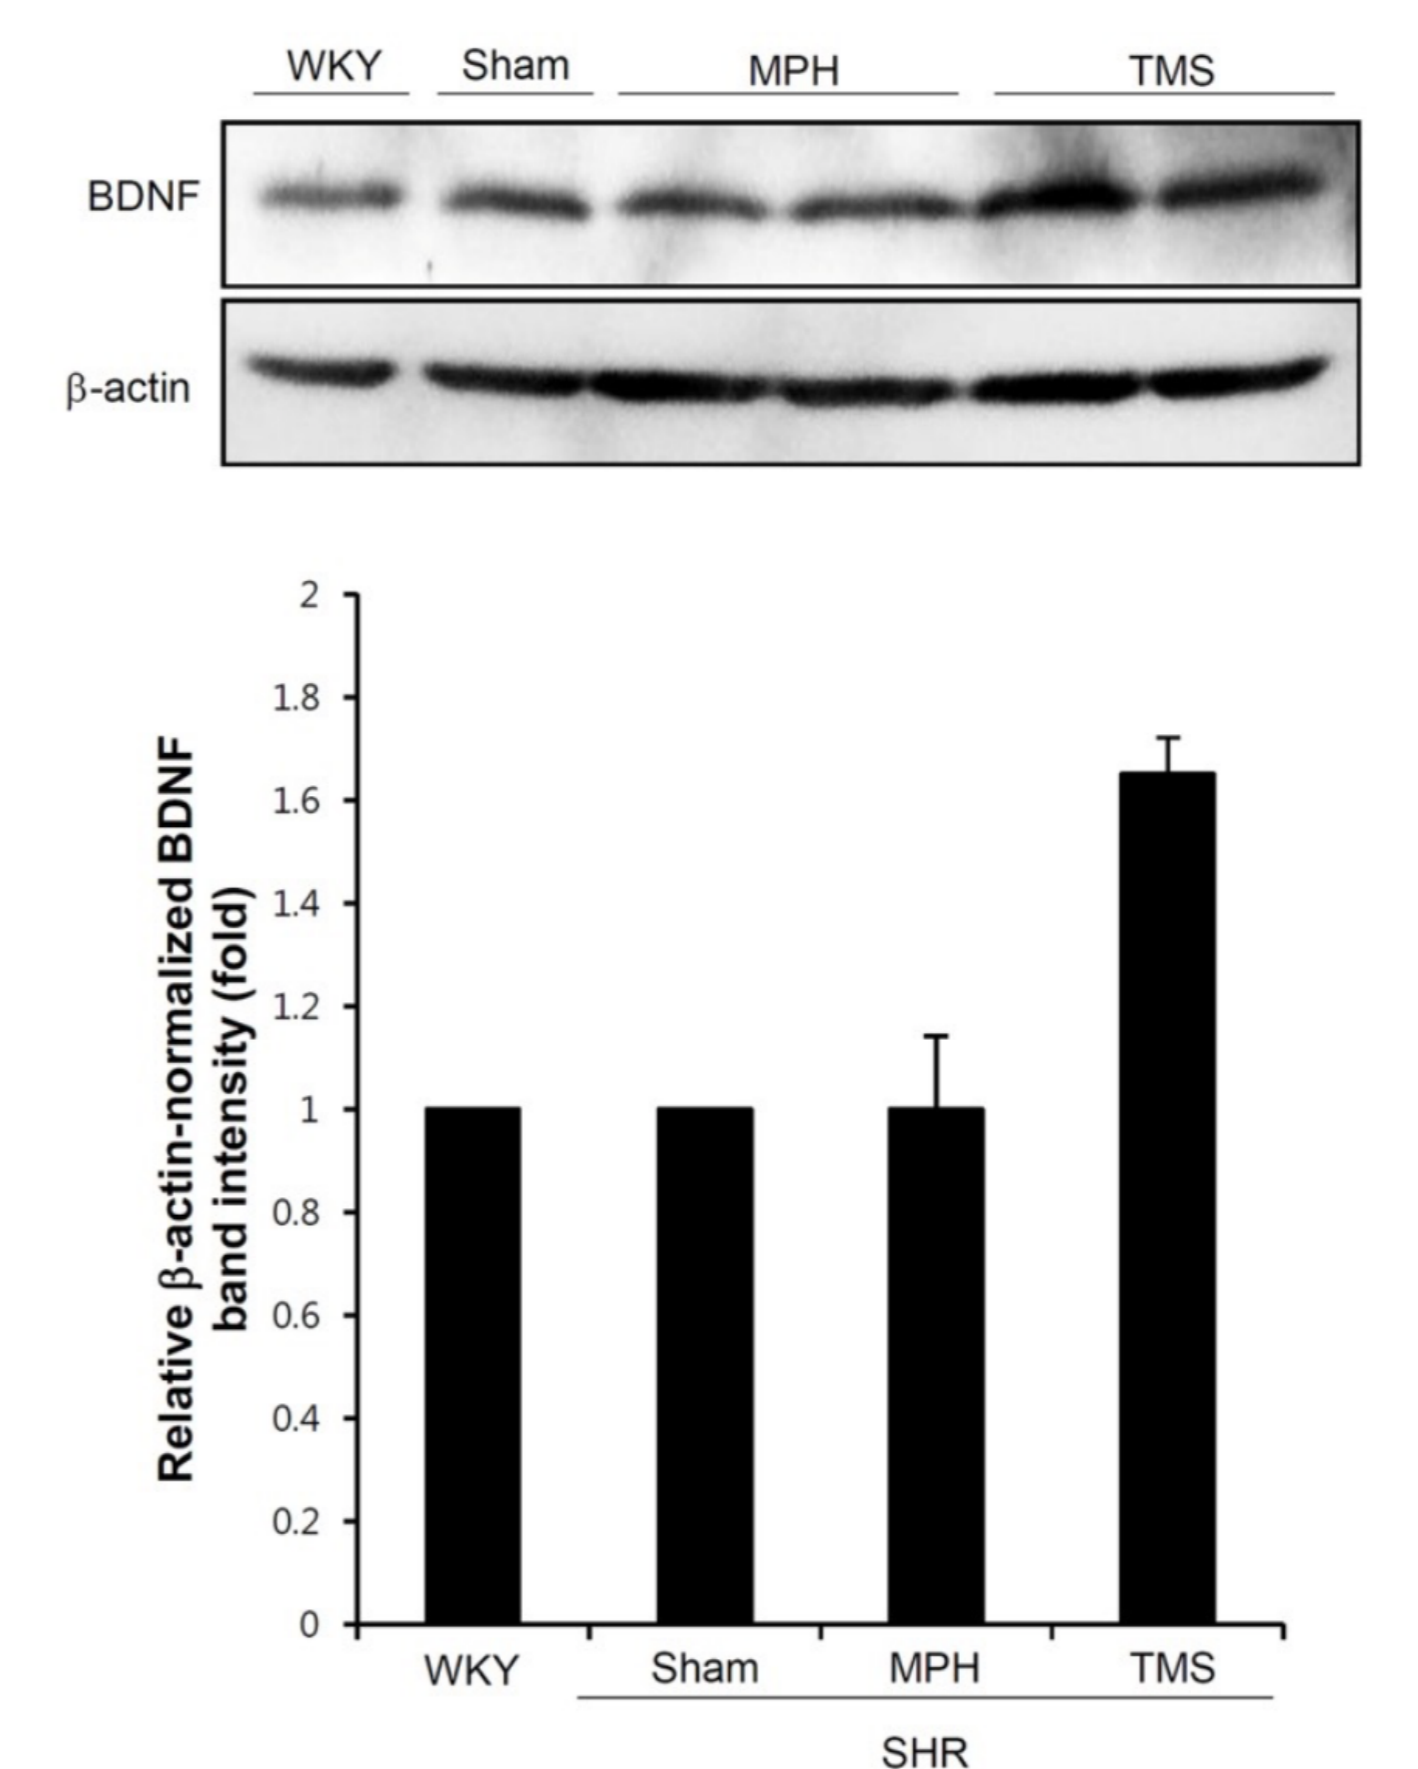 WKY Sham MPH TMS
BDNF
β-actin
Relative β-actin-normalized BDNF
band intensity (fold)
2
1.8
1.6
1.4
1.2
1
0.8
0.6
0.4
0.2
0
WKY Sham MPH TMS
SHR